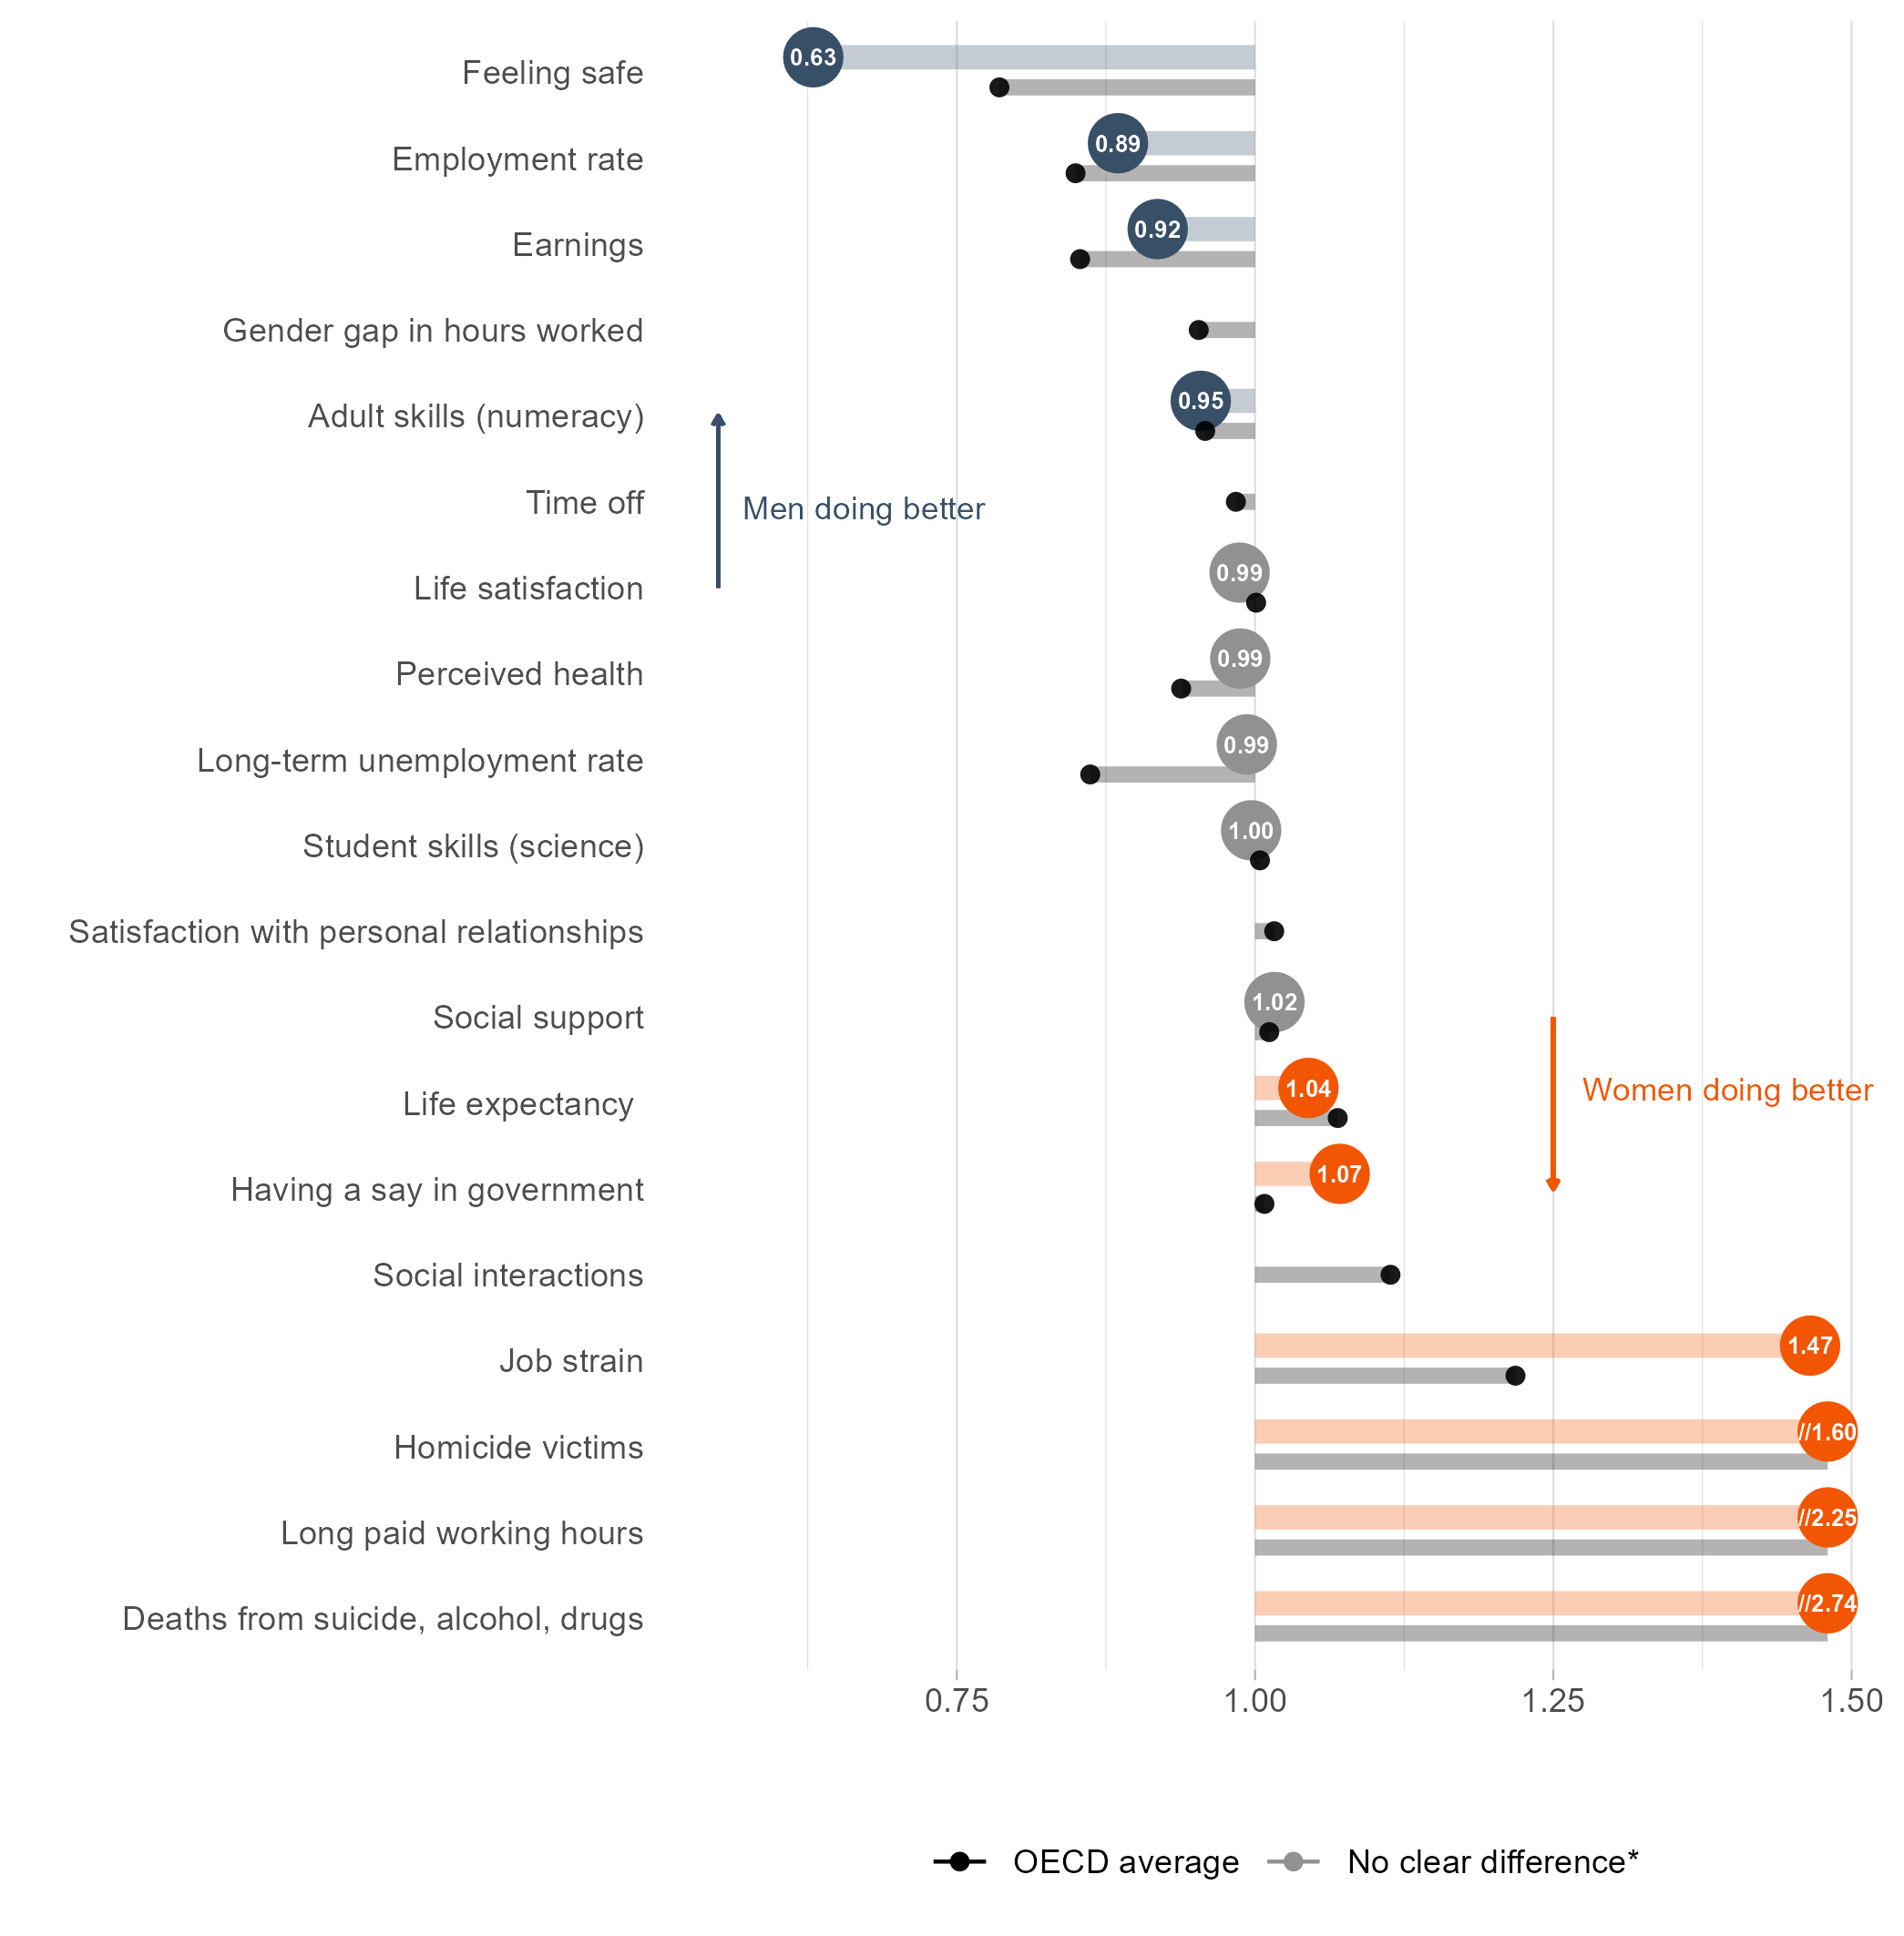 Feeling safe
0.63
Employment rate
0.89
Earnings
0.92
Gender gap in hours worked
Adult skills (numeracy)
0.95
Time off
Men doing better
Life satisfaction
0.99
Perceived health
0.99
Long-term unemployment rate
0.99
Student skills (science)
1.00
Satisfaction with personal relationships
Social support
1.02
Life expectancy
1.04
Women doing better
Having a say in government
1.07
Social interactions
Job strain
1.47
Homicide victims
//1.60
Long paid working hours
//2.25
Deaths from suicide, alcohol, drugs
//2.74
0.75 1.00 1.25 1.50
OECD average No clear difference*